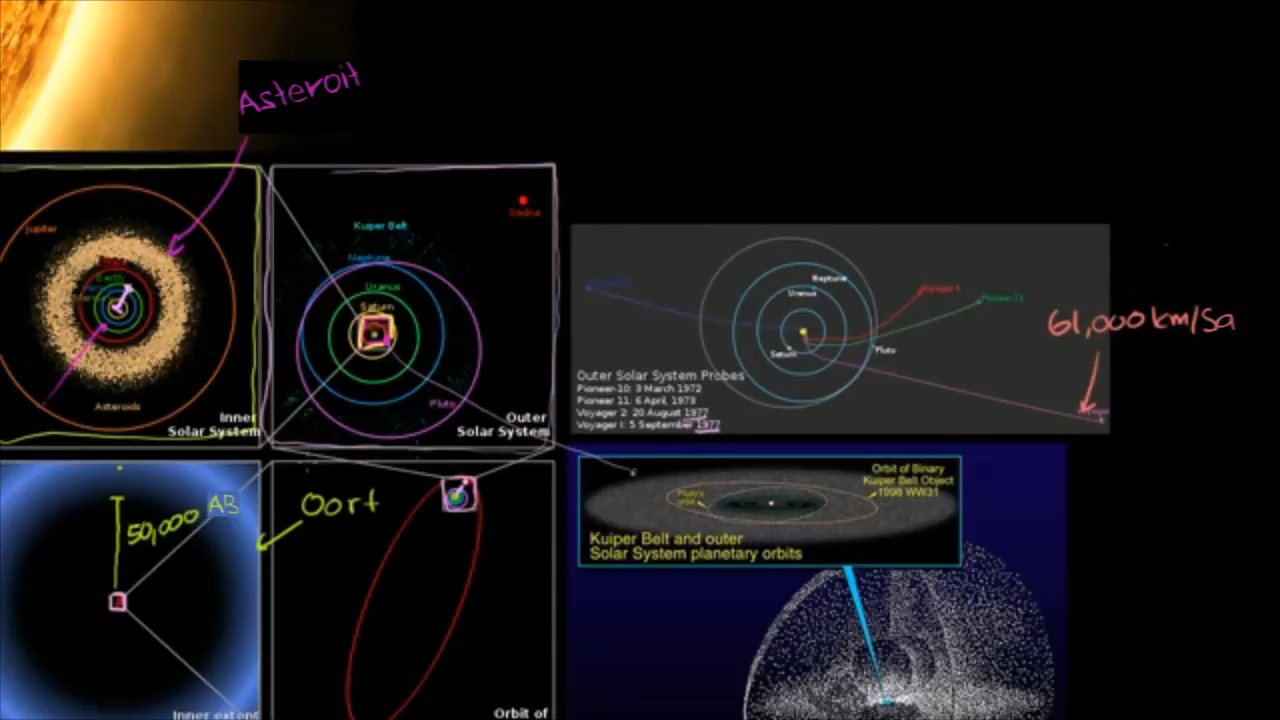 Asteroit
Jupiter
Earth
Asteroids
Inner
Solar System
Sedna
Kuiper Belt
Neptune
Uranus
Saturn
Pluto
Outer
Solar System
Neptune
Uranus
Saturn
Pluto
Voyager 2
Pioneer 11
61,000 km/Sa
Outer Solar System Probes
Pioneer-10: 3 March 1972
Pioneer 11: 6 April, 1973
Voyager 2: 20 August 1977
Voyager I: 5 September 1977
50,000 AB
Oort
Inner extent
Orbit of
Pluto's
orbit
Orbit of Binary
Kuiper Belt Object
1998 WW31
Kuiper Belt and outer
Solar System planetary orbits